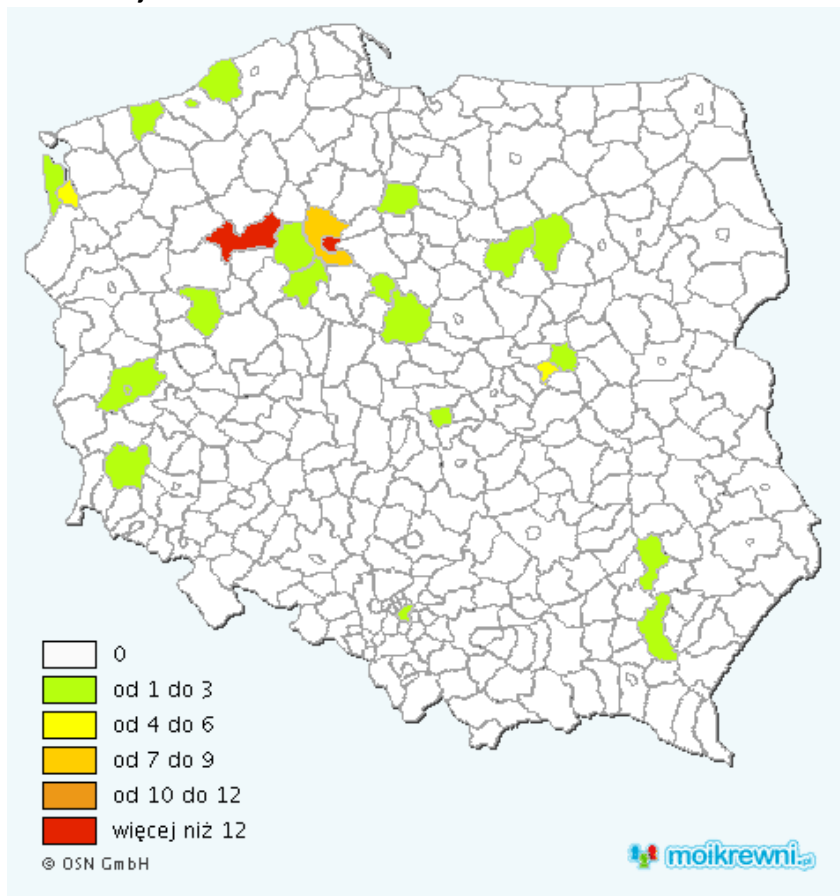 0
od 1 do 3
od 4 do 6
od 7 do 9
od 10 do 12
więcej niż 12
© OSN GmbH
moikrewni.pl